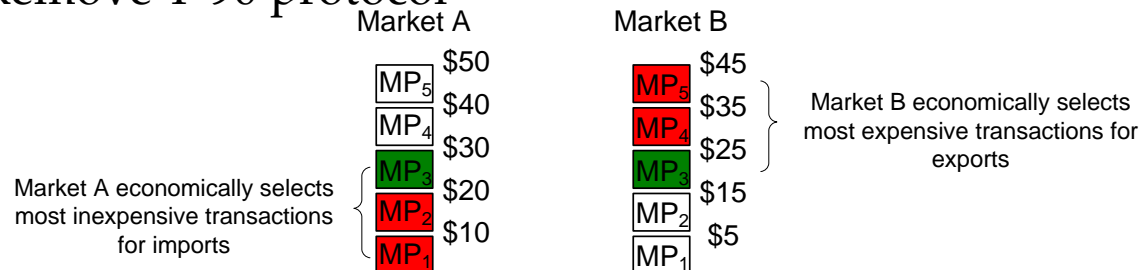 protocol
Market A
$50
MP₅
$40
MP₄
$30
MP₃
$20
MP₂
$10
MP₁
Market A economically selects
most inexpensive transactions
for imports
Market B
$45
MP₅
$35
MP₄
$25
MP₃
$15
MP₂
$5
MP₁
Market B economically selects
most expensive transactions for
exports